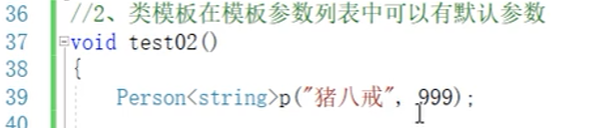 36 //2、类模板在模板参数列表中可以有默认参数
37 void test02()
38 {
39 Person<string>p("猪八戒", 999);
40